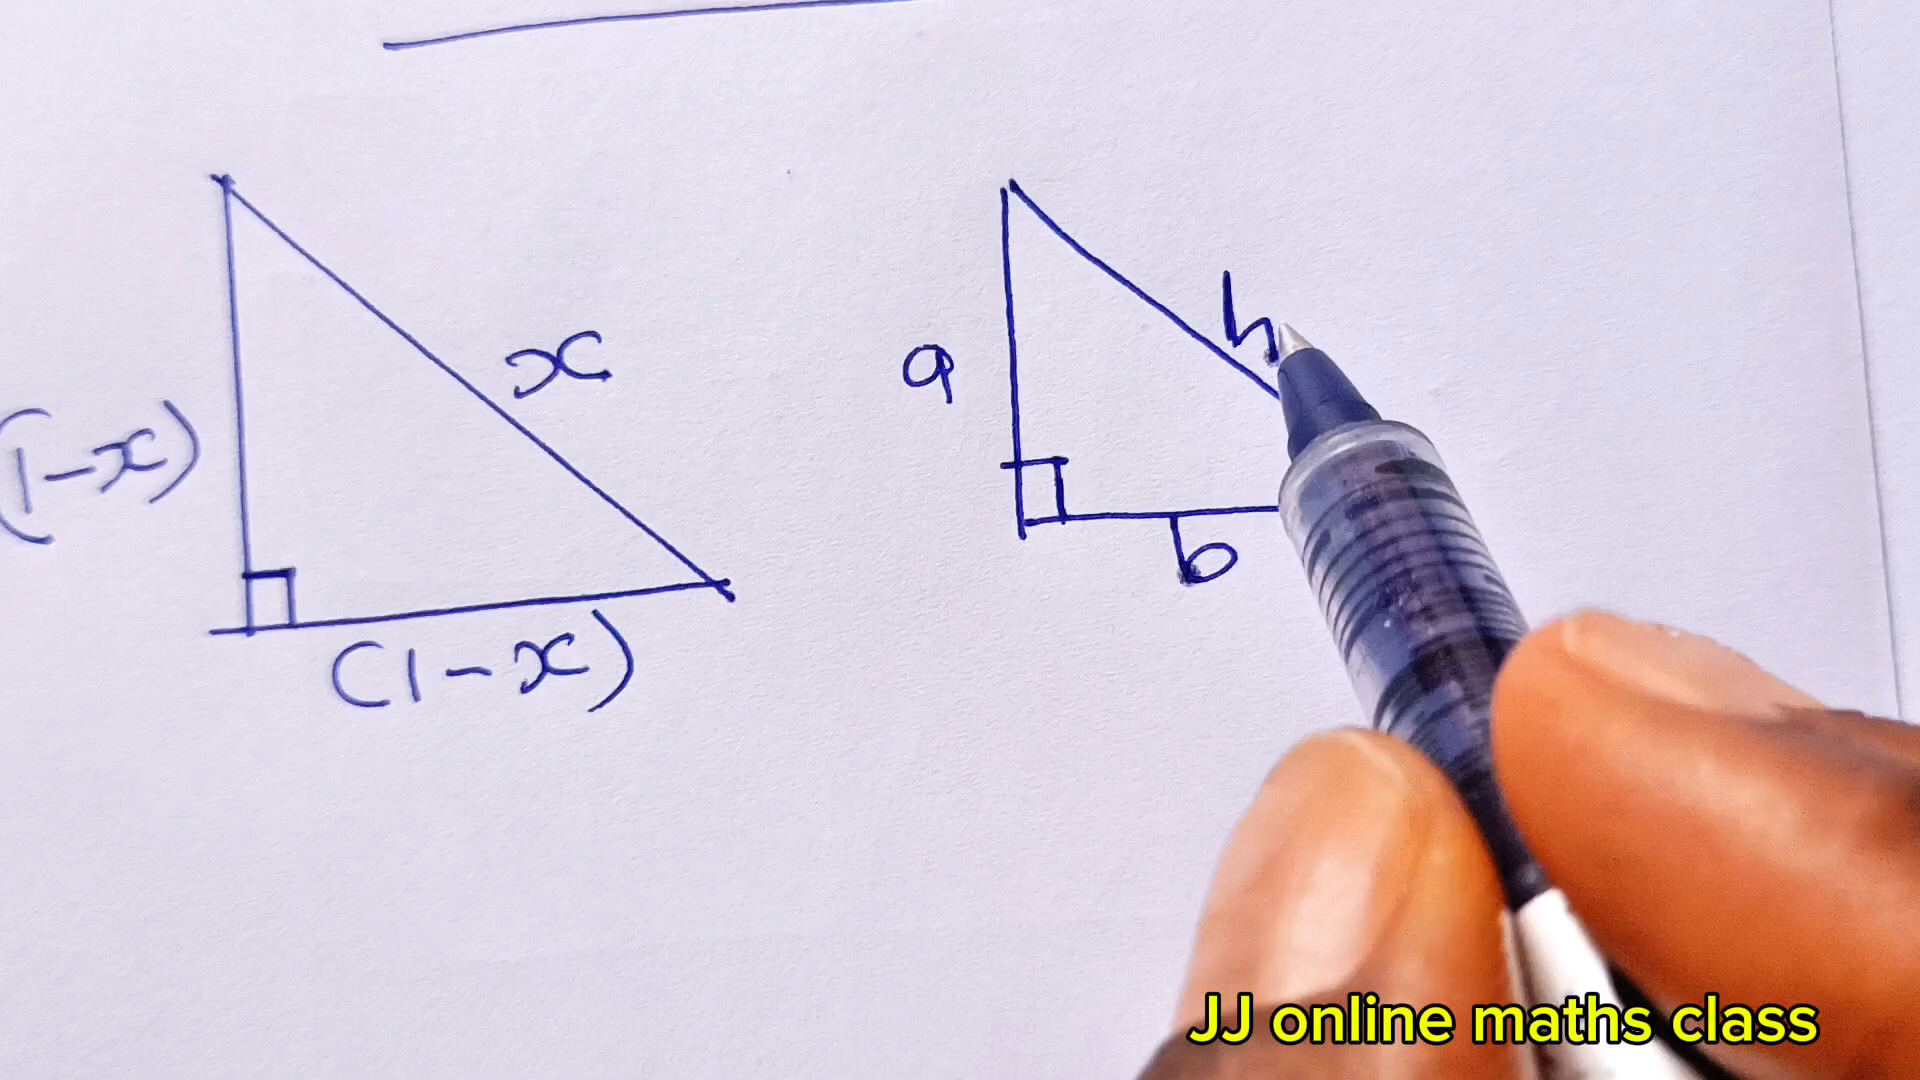 x
(1-x)
(1-x)
h
a
b
JJ online maths class